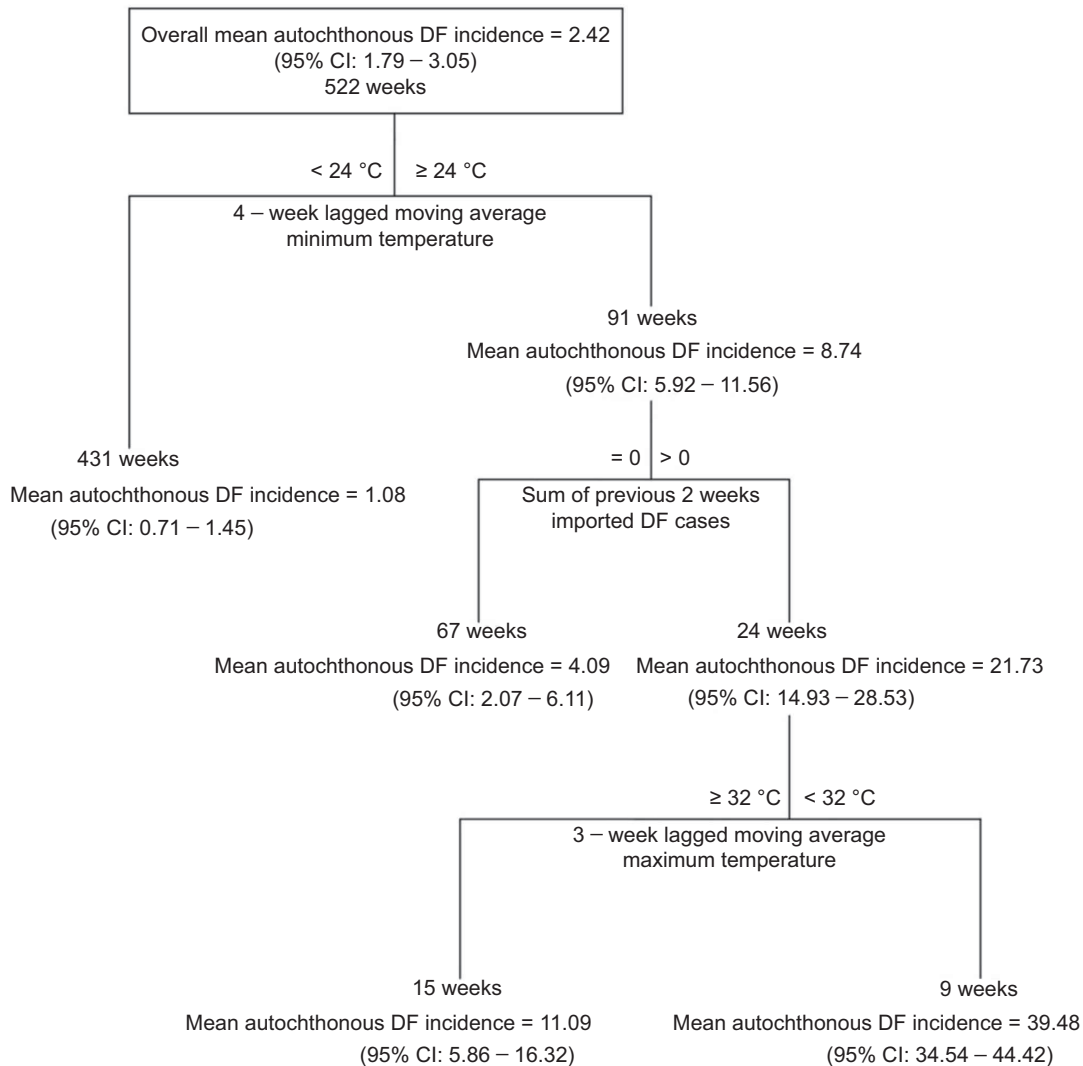 Overall mean autochthonous DF incidence = 2.42
(95% CI: 1.79 – 3.05)
522 weeks
< 24 °C ≥ 24 °C
4 – week lagged moving average
minimum temperature
91 weeks
Mean autochthonous DF incidence = 8.74
(95% CI: 5.92 – 11.56)
431 weeks
Mean autochthonous DF incidence = 1.08
(95% CI: 0.71 – 1.45)
= 0 > 0
Sum of previous 2 weeks
imported DF cases
67 weeks
Mean autochthonous DF incidence = 4.09
(95% CI: 2.07 – 6.11)
24 weeks
Mean autochthonous DF incidence = 21.73
(95% CI: 14.93 – 28.53)
≥ 32 °C < 32 °C
3 – week lagged moving average
maximum temperature
15 weeks
Mean autochthonous DF incidence = 11.09
(95% CI: 5.86 – 16.32)
9 weeks
Mean autochthonous DF incidence = 39.48
(95% CI: 34.54 – 44.42)